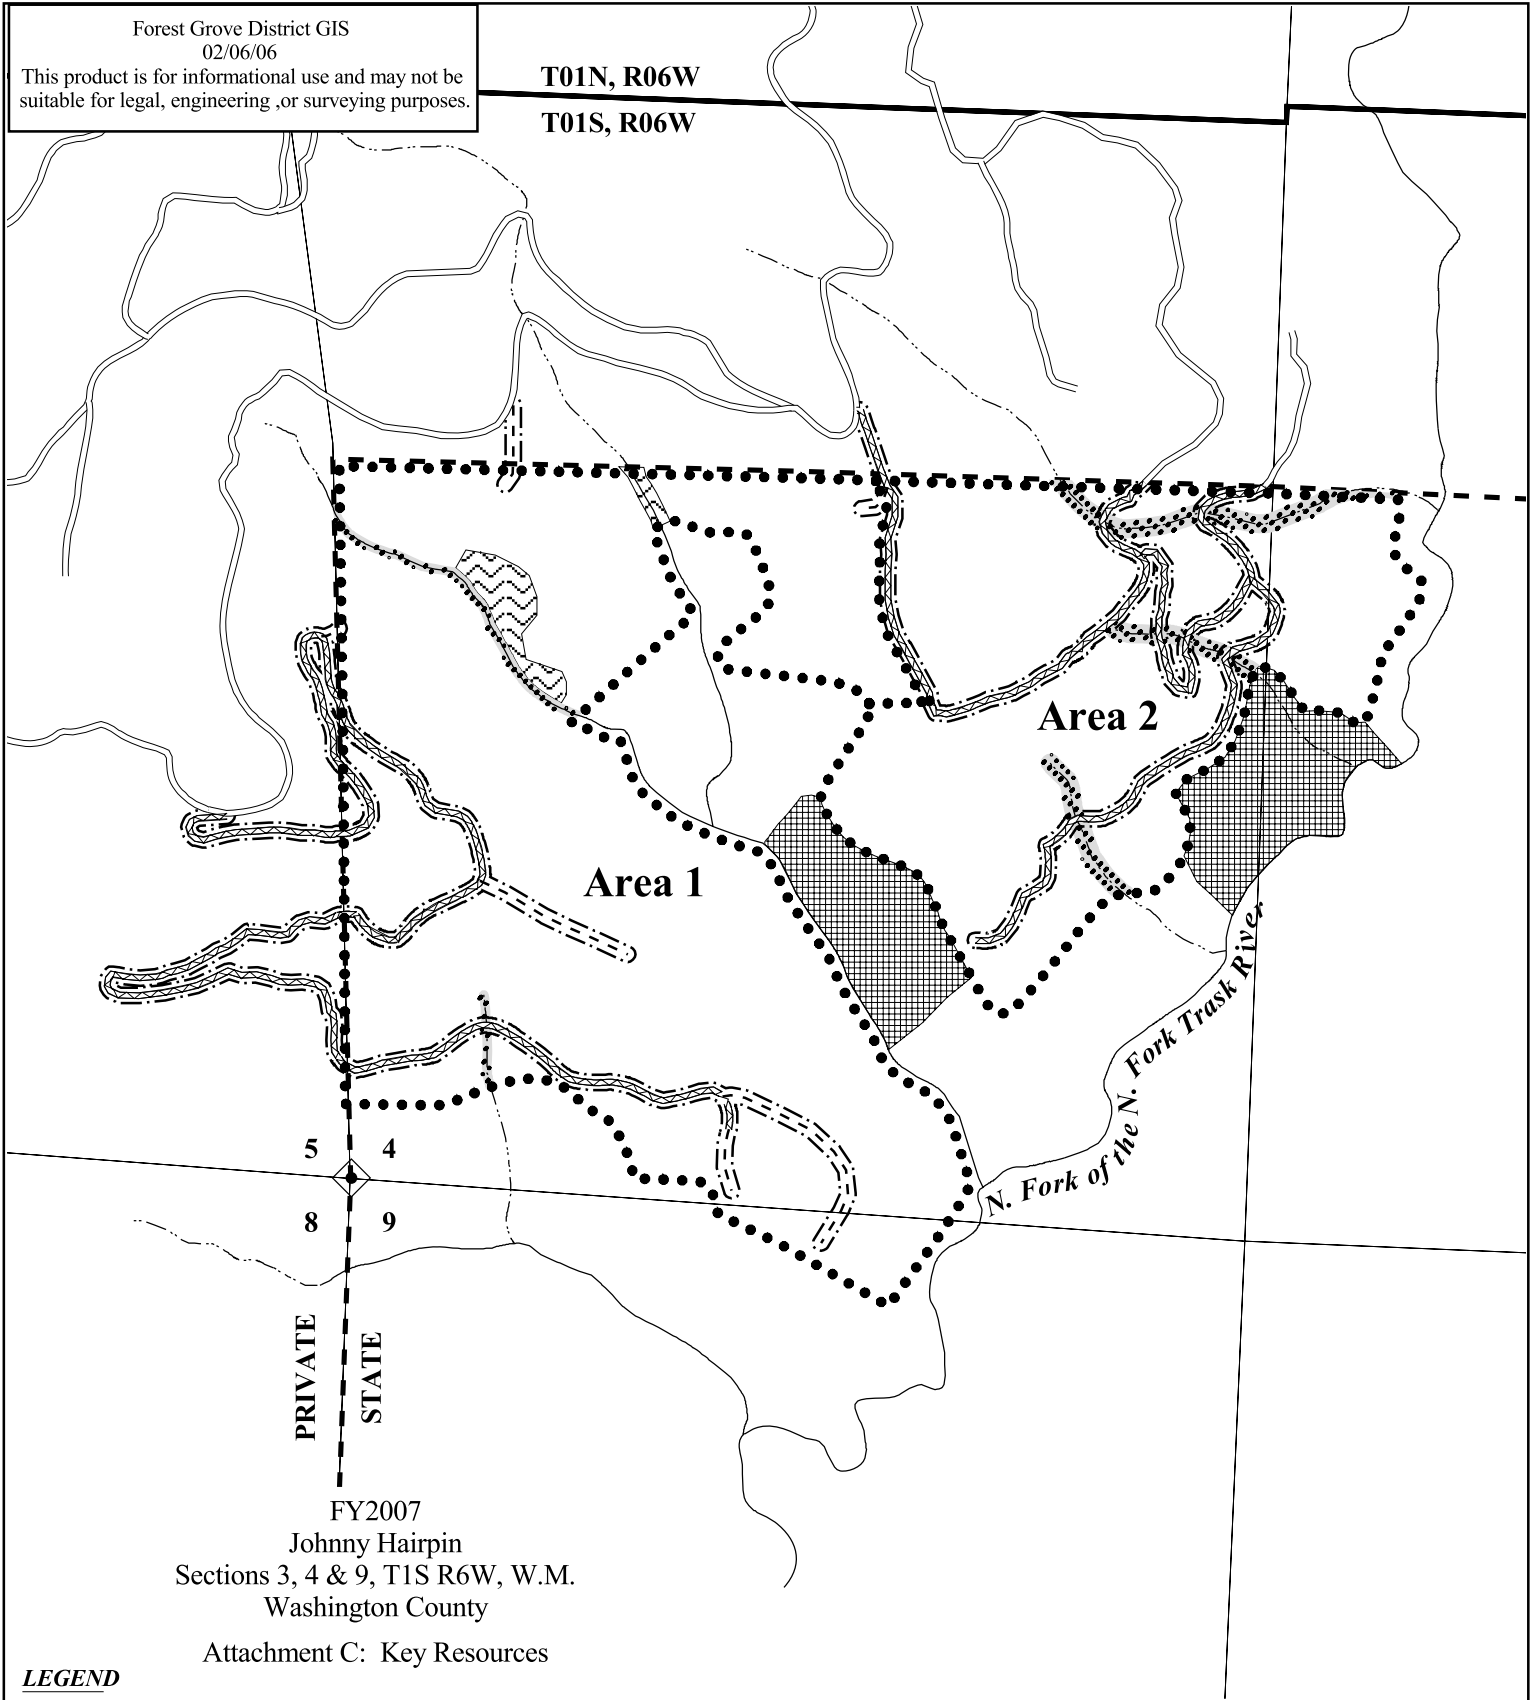 Forest Grove District GIS
02/06/06
This product is for informational use and may not be
suitable for legal, engineering ,or surveying purposes.
T01N, R06W
T01S, R06W
Area 2
Area 1
N. Fork of the N. Fork Trask River
5 4
8 9
PRIVATE
STATE
FY2007
Johnny Hairpin
Sections 3, 4 & 9, T1S R6W, W.M.
Washington County
Attachment C: Key Resources
LEGEND